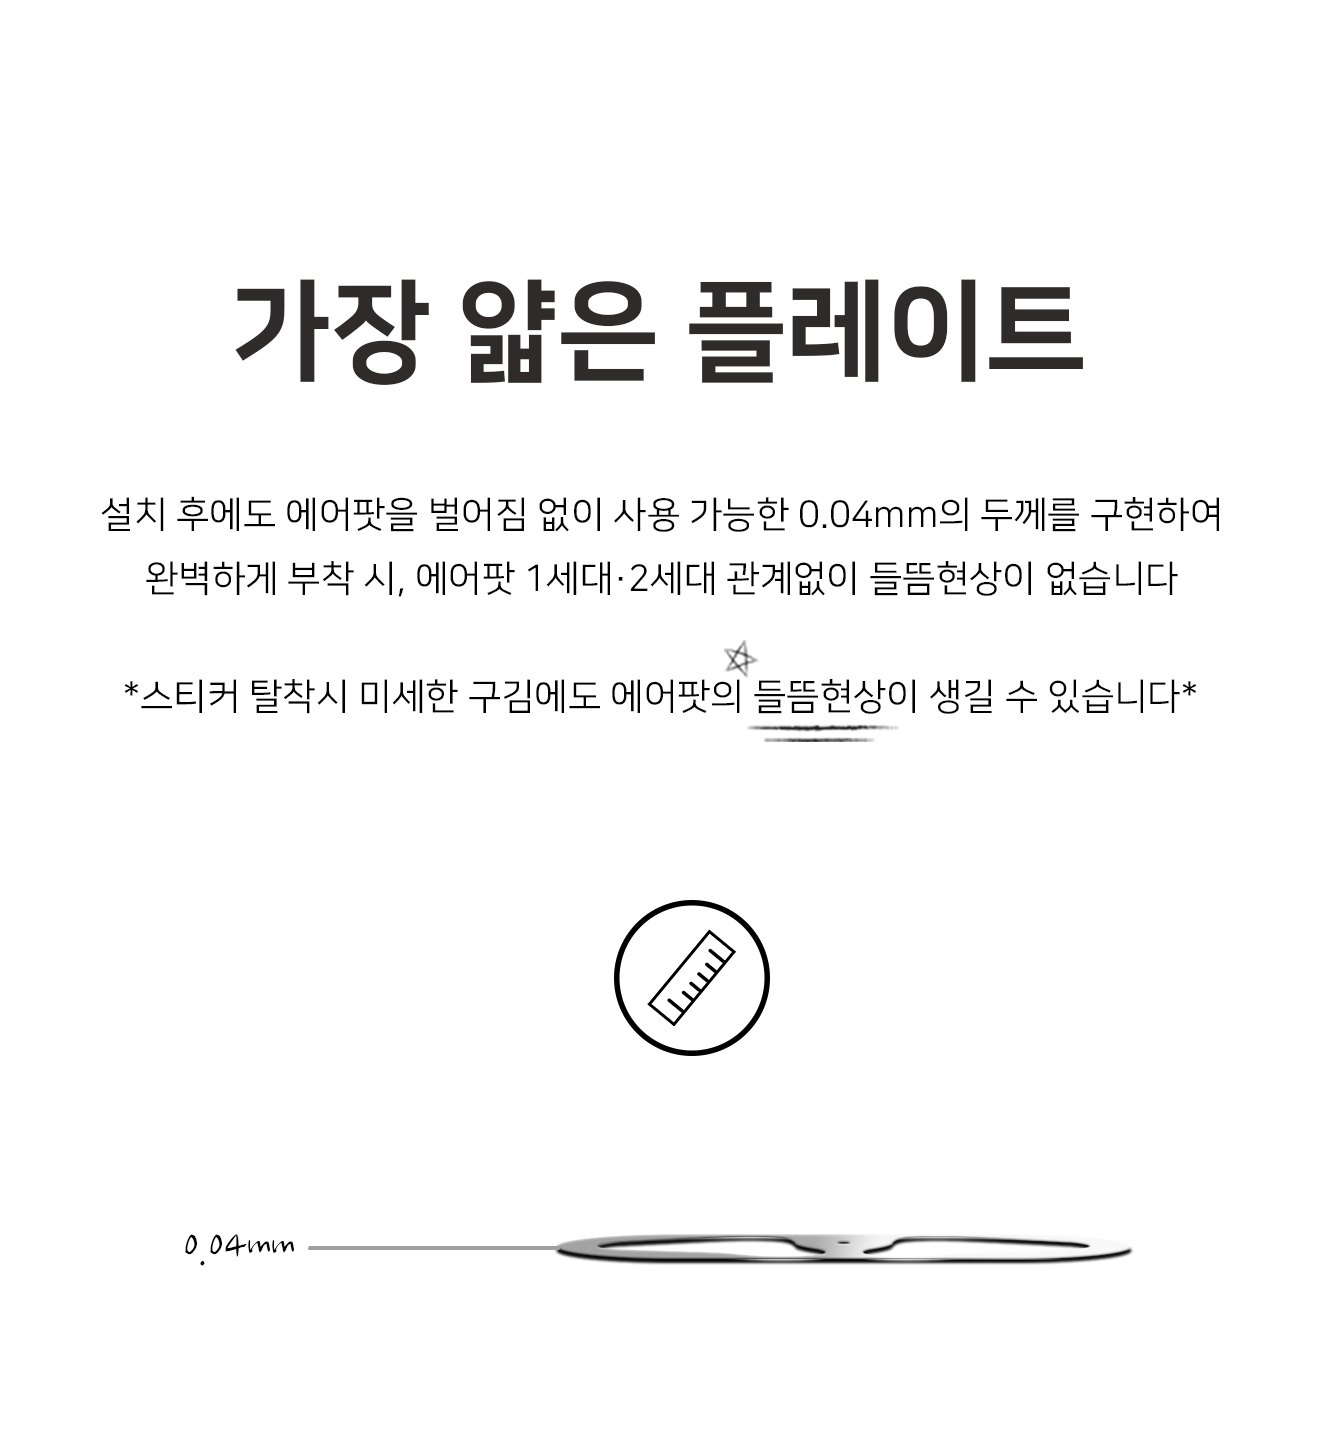 가장 얇은 플레이트
설치 후에도 에어팟을 벌어짐 없이 사용 가능한 0.04mm의 두께를 구현하여
완벽하게 부착 시, 에어팟 1세대·2세대 관계없이 들뜸현상이 없습니다
*스티커 탈착시 미세한 구김에도 에어팟의 들뜸현상이 생길 수 있습니다*
0.04mm